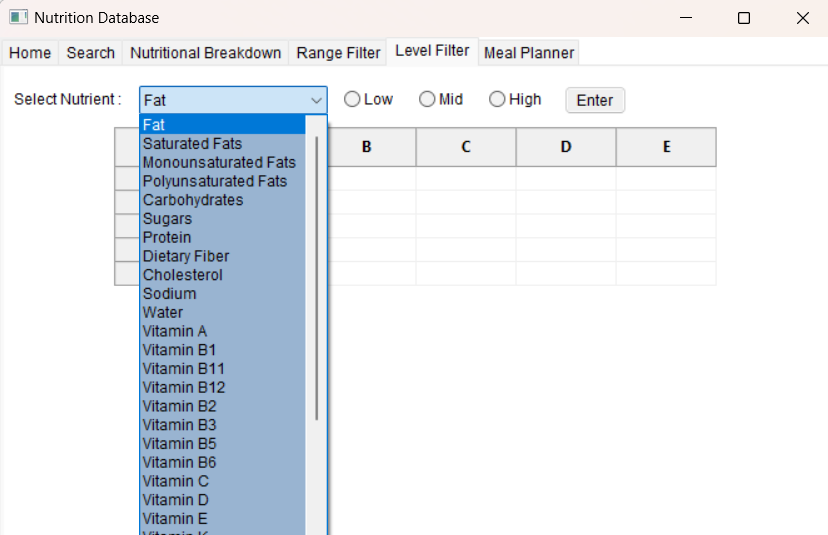 Nutrition Database
Home Search Nutritional Breakdown Range Filter Level Filter Meal Planner
Select Nutrient : Fat Low Mid High Enter
B C D E
Fat
Saturated Fats
Monounsaturated Fats
Polyunsaturated Fats
Carbohydrates
Sugars
Protein
Dietary Fiber
Cholesterol
Sodium
Water
Vitamin A
Vitamin B1
Vitamin B11
Vitamin B12
Vitamin B2
Vitamin B3
Vitamin B5
Vitamin B6
Vitamin C
Vitamin D
Vitamin E